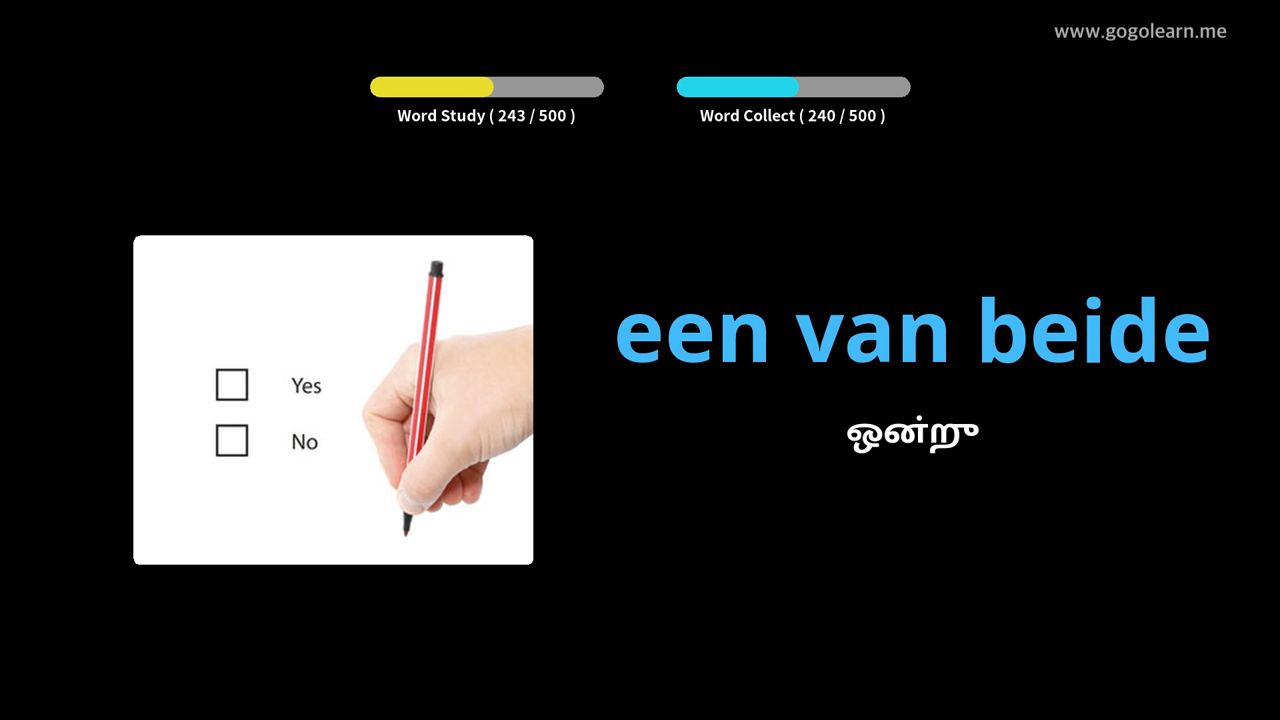 www.gogolearn.me
Word Study ( 243 / 500 )
Word Collect ( 240 / 500 )
Yes
No
een van beide
ஒன்று